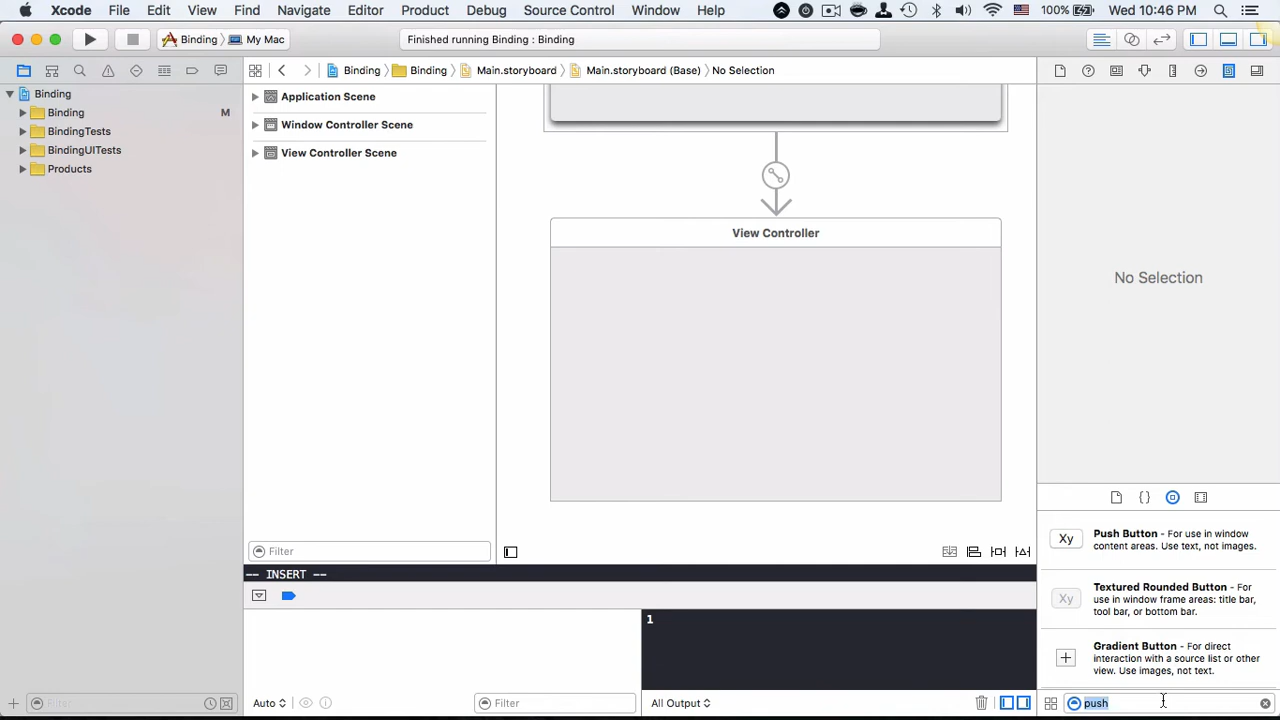 Xcode File Edit View Find Navigate Editor Product Debug Source Control Window Help 100% Wed 10:46 PM
Binding My Mac Finished running Binding : Binding
Binding Binding Main.storyboard Main.storyboard (Base) No Selection
Binding
Binding M
BindingTests
BindingUITests
Products
Application Scene
Window Controller Scene
View Controller Scene
View Controller
No Selection
Push Button - For use in window
content areas. Use text, not images.
Xy
Textured Rounded Button - For
use in window frame areas: title bar,
tool bar, or bottom bar.
Xy
Gradient Button - For direct
interaction with a source list or other
view. Use images, not text.
Filter
-- INSERT --
1
Filter
Auto
Filter
All Output
push